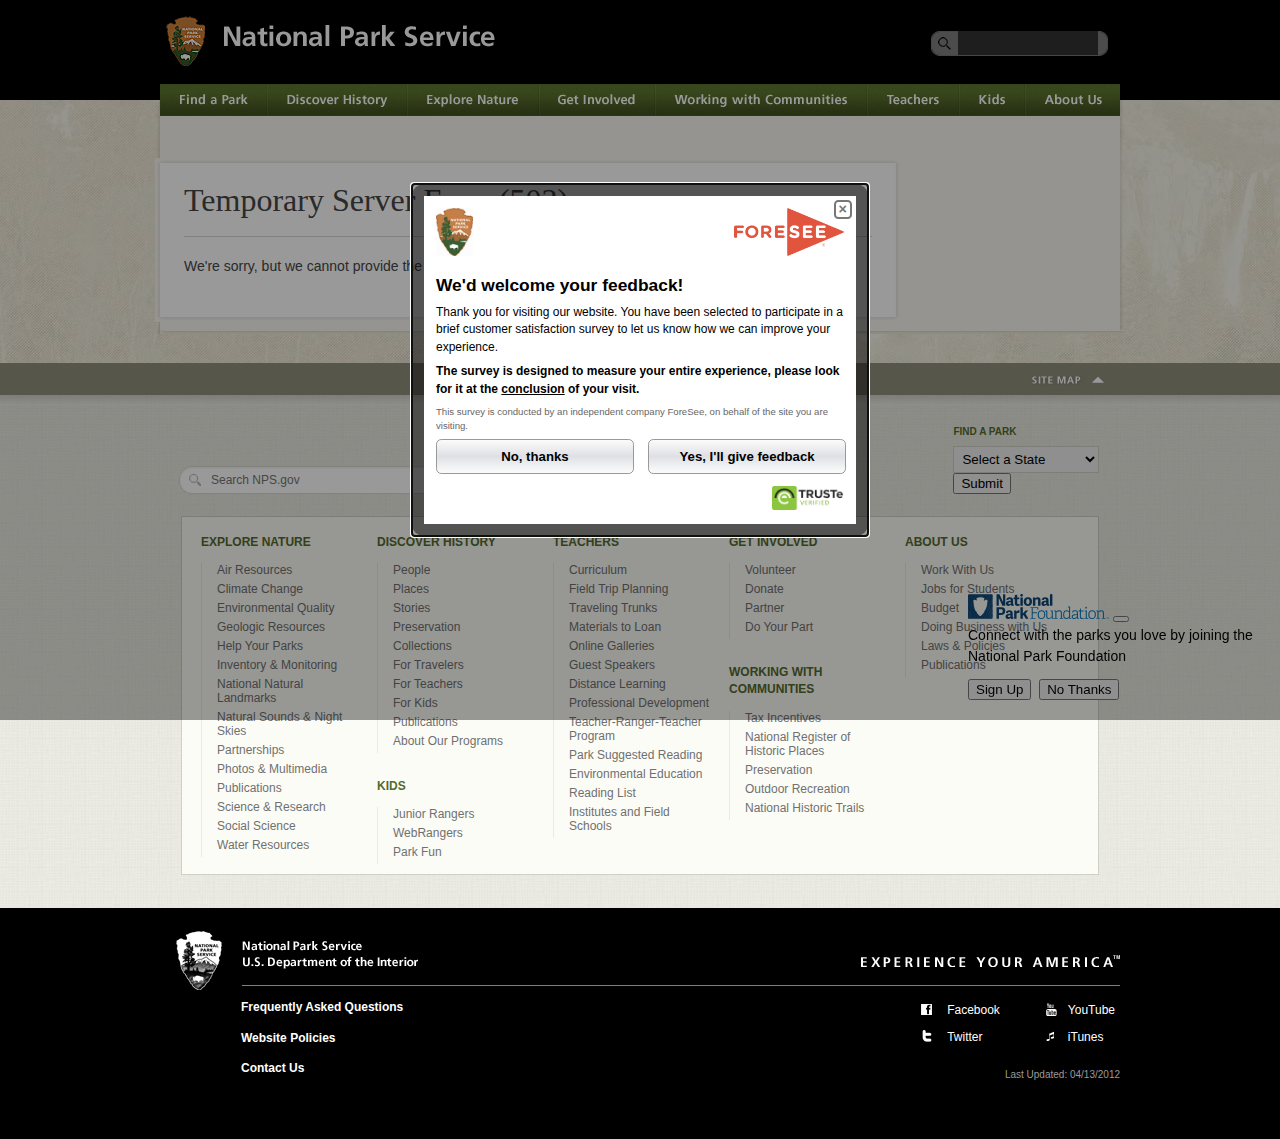 National Park Service
Find a Park Discover History Explore Nature Get Involved Working with Communities Teachers Kids About Us
Temporary Server
We're sorry, but we cannot provide the
FORESEE
We'd welcome your feedback!
Thank you for visiting our website. You have been selected to participate in a
brief customer satisfaction survey to let us know how we can improve your
experience.
The survey is designed to measure your entire experience, please look
for it at the conclusion of your visit.
This survey is conducted by an independent company ForeSee, on behalf of the site you are
visiting.
No, thanks
Yes, I'll give feedback
TRUSTe
VERIFIED
SITE MAP
FIND A PARK
Select a State
Submit
Search NPS.gov
EXPLORE NATURE
Air Resources
Climate Change
Environmental Quality
Geologic Resources
Help Your Parks
Inventory & Monitoring
National Natural
Landmarks
Natural Sounds & Night
Skies
Partnerships
Photos & Multimedia
Publications
Science & Research
Social Science
Water Resources
DISCOVER HISTORY
People
Places
Stories
Preservation
Collections
For Travelers
For Teachers
For Kids
Publications
About Our Programs
KIDS
Junior Rangers
WebRangers
Park Fun
TEACHERS
Curriculum
Field Trip Planning
Traveling Trunks
Materials to Loan
Online Galleries
Guest Speakers
Distance Learning
Professional Development
Teacher-Ranger-Teacher
Program
Park Suggested Reading
Environmental Education
Reading List
Institutes and Field
Schools
GET INVOLVED
Volunteer
Donate
Partner
Do Your Part
WORKING WITH
COMMUNITIES
Tax Incentives
National Register of
Historic Places
Preservation
Outdoor Recreation
National Historic Trails
ABOUT US
Work With Us
Jobs for Students
Budget
Doing Business with Us
Laws & Policies
Publications
National
Park Foundation
Connect with the parks you love by joining the
National Park Foundation
Sign Up
No Thanks
NATIONAL
PARK
SERVICE
National Park Service
U.S. Department of the Interior
EXPERIENCE YOUR AMERICA™
Frequently Asked Questions
Website Policies
Contact Us
Facebook
YouTube
Twitter
iTunes
Last Updated: 04/13/2012